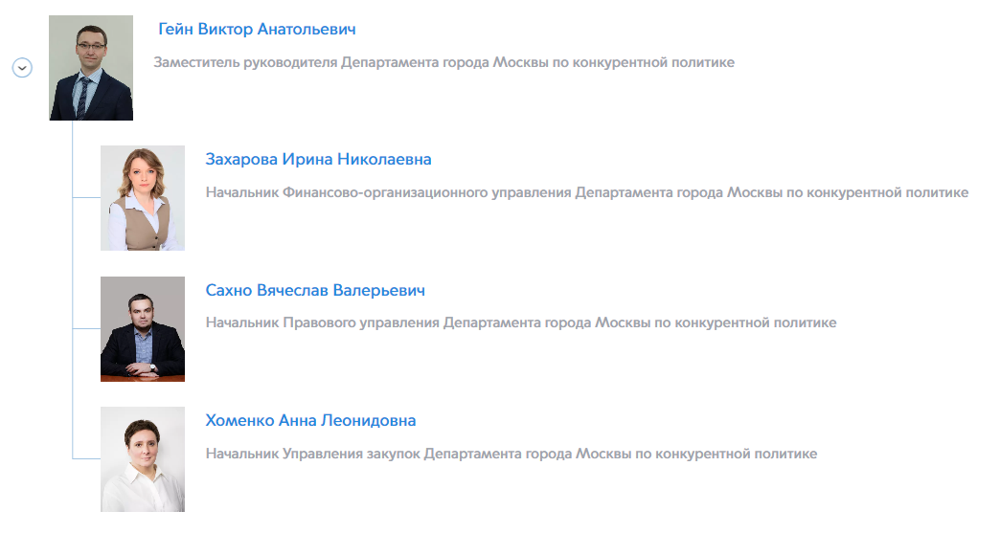 Гейн Виктор Анатольевич
Заместитель руководителя Департамента города Москвы по конкурентной политике
Захарова Ирина Николаевна
Начальник Финансово-организационного управления Департамента города Москвы по конкурентной политике
Сахно Вячеслав Валерьевич
Начальник Правового управления Департамента города Москвы по конкурентной политике
Хоменко Анна Леонидовна
Начальник Управления закупок Департамента города Москвы по конкурентной политике